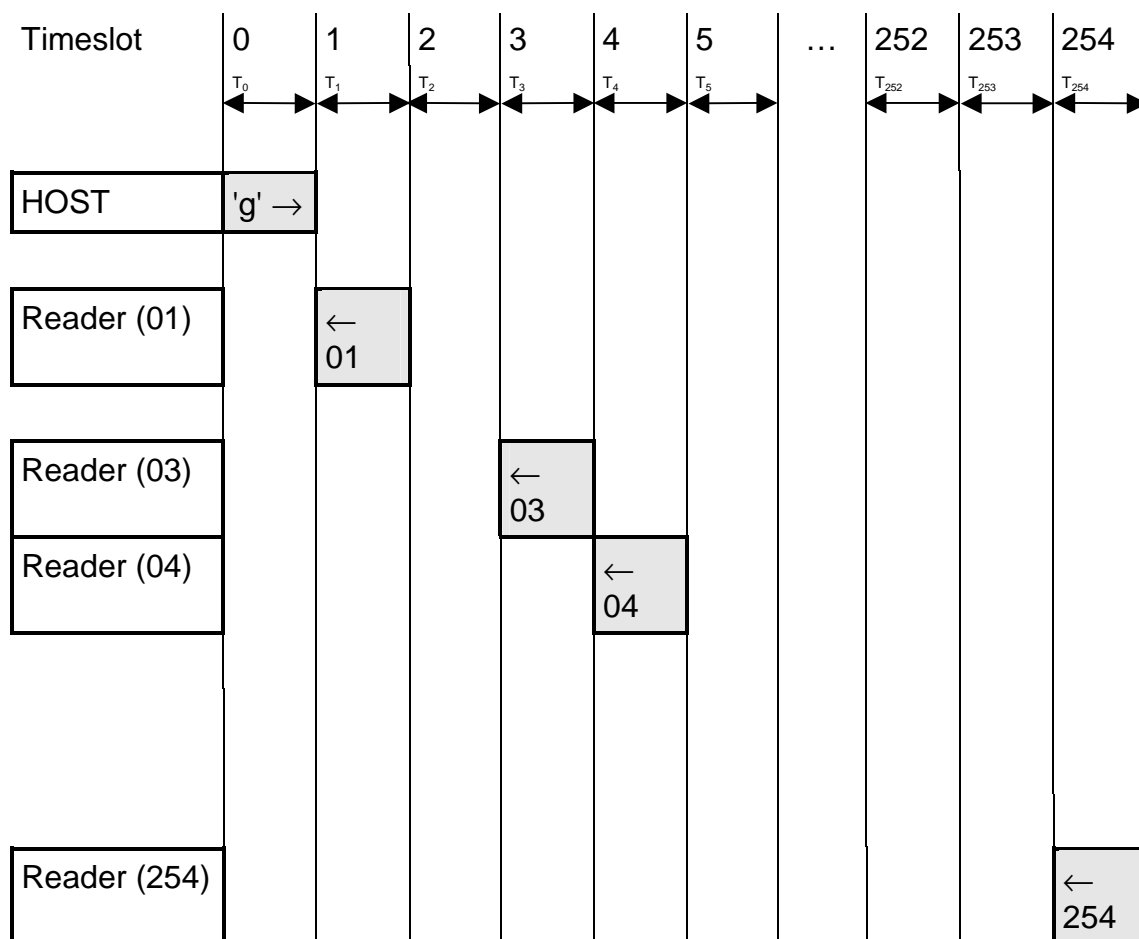 Timeslot 0 1 2 3 4 5 … 252 253 254
T0 T1 T2 T3 T4 T5 T252 T253 T254
HOST 'g' →
Reader (01) ←
01
Reader (03) ←
03
Reader (04) ←
04
Reader (254) ←
254